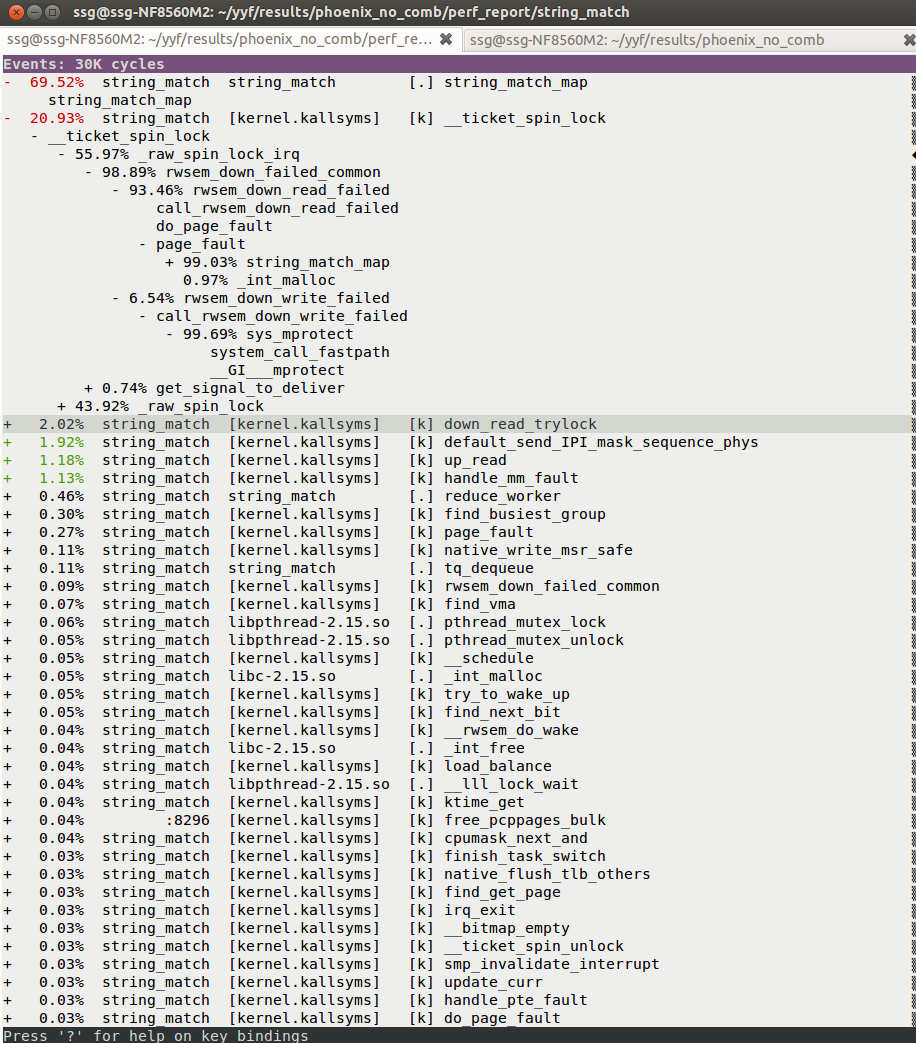 ssg@ssg-NF8560M2: ~/yyf/results/phoenix_no_comb/perf_report/string_match
ssg@ssg-NF8560M2: ~/yyf/results/phoenix_no_comb/perf_re... ✖ ssg@ssg-NF8560M2: ~/yyf/results/phoenix_no_comb ✖
Events: 30K cycles
-  69.52%  string_match  string_match        [.] string_match_map
     string_match_map
-  20.93%  string_match  [kernel.kallsyms]   [k] __ticket_spin_lock
   - __ticket_spin_lock
      - 55.97% _raw_spin_lock_irq
         - 98.89% rwsem_down_failed_common
            - 93.46% rwsem_down_read_failed
                 call_rwsem_down_read_failed
                 do_page_fault
               - page_fault
                  + 99.03% string_match_map
                    0.97% _int_malloc
            - 6.54% rwsem_down_write_failed
               - call_rwsem_down_write_failed
                  - 99.69% sys_mprotect
                       system_call_fastpath
                       __GI___mprotect
         + 0.74% get_signal_to_deliver
      + 43.92% _raw_spin_lock
+   2.02%  string_match  [kernel.kallsyms]   [k] down_read_trylock
+   1.92%  string_match  [kernel.kallsyms]   [k] default_send_IPI_mask_sequence_phys
+   1.18%  string_match  [kernel.kallsyms]   [k] up_read
+   1.13%  string_match  [kernel.kallsyms]   [k] handle_mm_fault
+   0.46%  string_match  string_match        [.] reduce_worker
+   0.30%  string_match  [kernel.kallsyms]   [k] find_busiest_group
+   0.27%  string_match  [kernel.kallsyms]   [k] page_fault
+   0.11%  string_match  [kernel.kallsyms]   [k] native_write_msr_safe
+   0.11%  string_match  string_match        [.] tq_dequeue
+   0.09%  string_match  [kernel.kallsyms]   [k] rwsem_down_failed_common
+   0.07%  string_match  [kernel.kallsyms]   [k] find_vma
+   0.06%  string_match  libpthread-2.15.so  [.] pthread_mutex_lock
+   0.05%  string_match  libpthread-2.15.so  [.] pthread_mutex_unlock
+   0.05%  string_match  [kernel.kallsyms]   [k] __schedule
+   0.05%  string_match  libc-2.15.so        [.] _int_malloc
+   0.05%  string_match  [kernel.kallsyms]   [k] try_to_wake_up
+   0.05%  string_match  [kernel.kallsyms]   [k] find_next_bit
+   0.04%  string_match  [kernel.kallsyms]   [k] __rwsem_do_wake
+   0.04%  string_match  libc-2.15.so        [.] _int_free
+   0.04%  string_match  [kernel.kallsyms]   [k] load_balance
+   0.04%  string_match  libpthread-2.15.so  [.] __lll_lock_wait
+   0.04%  string_match  [kernel.kallsyms]   [k] ktime_get
+   0.04%         :8296  [kernel.kallsyms]   [k] free_pcppages_bulk
+   0.04%  string_match  [kernel.kallsyms]   [k] cpumask_next_and
+   0.03%  string_match  [kernel.kallsyms]   [k] finish_task_switch
+   0.03%  string_match  [kernel.kallsyms]   [k] native_flush_tlb_others
+   0.03%  string_match  [kernel.kallsyms]   [k] find_get_page
+   0.03%  string_match  [kernel.kallsyms]   [k] irq_exit
+   0.03%  string_match  [kernel.kallsyms]   [k] __bitmap_empty
+   0.03%  string_match  [kernel.kallsyms]   [k] __ticket_spin_unlock
+   0.03%  string_match  [kernel.kallsyms]   [k] smp_invalidate_interrupt
+   0.03%  string_match  [kernel.kallsyms]   [k] update_curr
+   0.03%  string_match  [kernel.kallsyms]   [k] handle_pte_fault
+   0.03%  string_match  [kernel.kallsyms]   [k] do_page_fault
Press '?' for help on key bindings